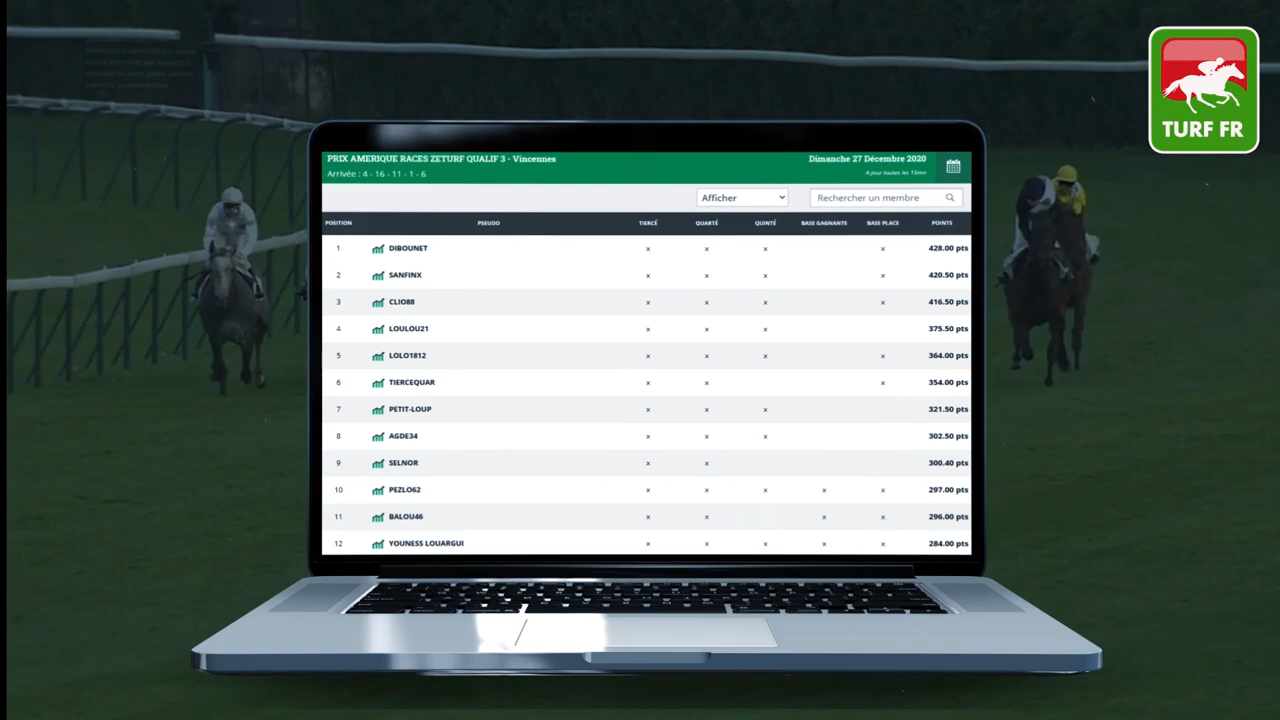 TURF FR
PRIX AMERIQUE RACES ZETURF QUALIF 3 - Vincennes
Dimanche 27 Décembre 2020
Arrivée : 4 - 16 - 11 - 1 - 6
A jour toutes les 15mn
Afficher
Rechercher un membre
POSITION PSEUDO TIERCÉ QUARTÉ QUINTÉ BASE GAGNANTE BASE PLACE POINTS
1 DIBOUNET x x x x 428.00 pts
2 SANFINX x x x x 420.50 pts
3 CLIO88 x x x x 416.50 pts
4 LOULOU21 x x x 375.50 pts
5 LOLO1812 x x x x 364.00 pts
6 TIERCEQUAR x x x 354.00 pts
7 PETIT-LOUP x x x 321.50 pts
8 AGDE34 x x x 302.50 pts
9 SELNOR x x 300.40 pts
10 PEZLO62 x x x x x 297.00 pts
11 BALOU46 x x x x 296.00 pts
12 YOUNESS LOUARGUI x x x x x 284.00 pts